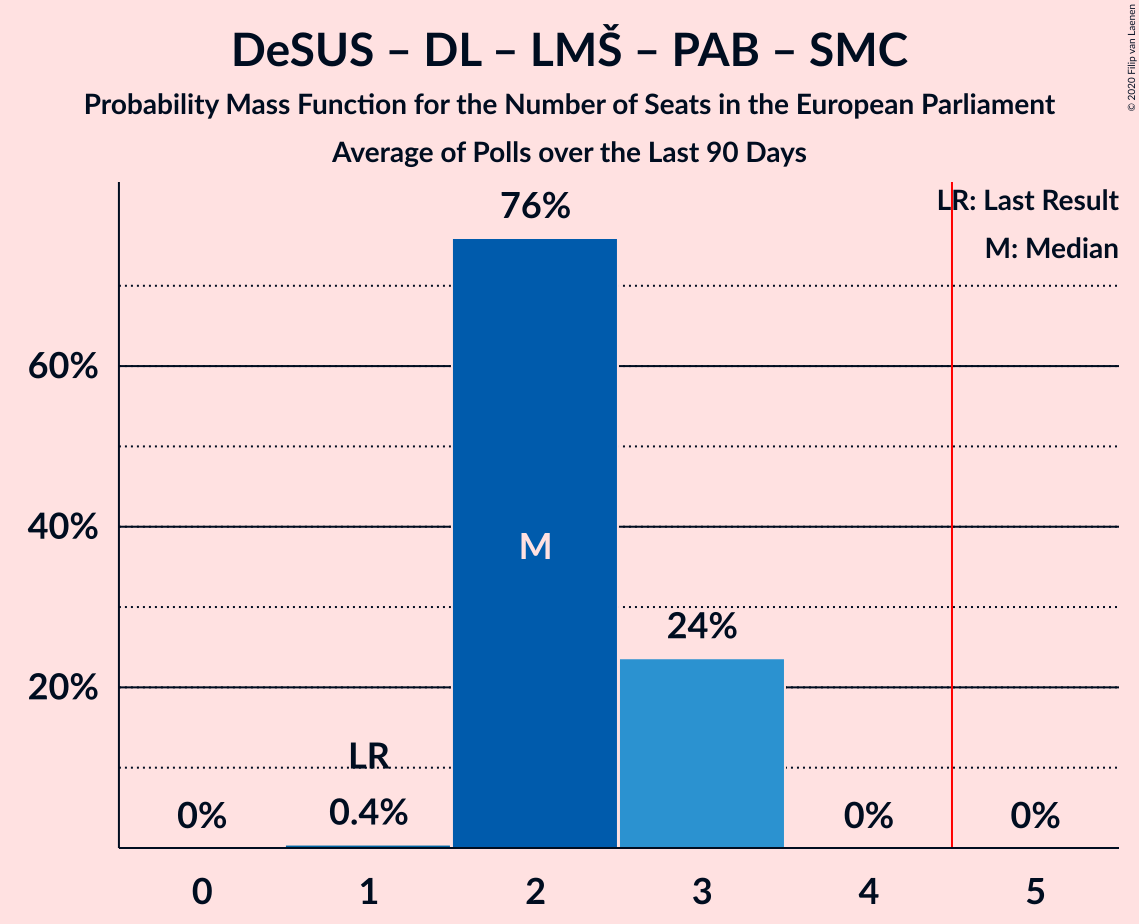 DeSUS – DL – LMŠ – PAB – SMC
Probability Mass Function for the Number of Seats in the European Parliament
Average of Polls over the Last 90 Days
© 2020 Filip van Laenen
LR: Last Result
M: Median
76%
60%
40%
M
24%
20%
LR
0%
0.4%
0%
0%
0
1
2
3
4
5